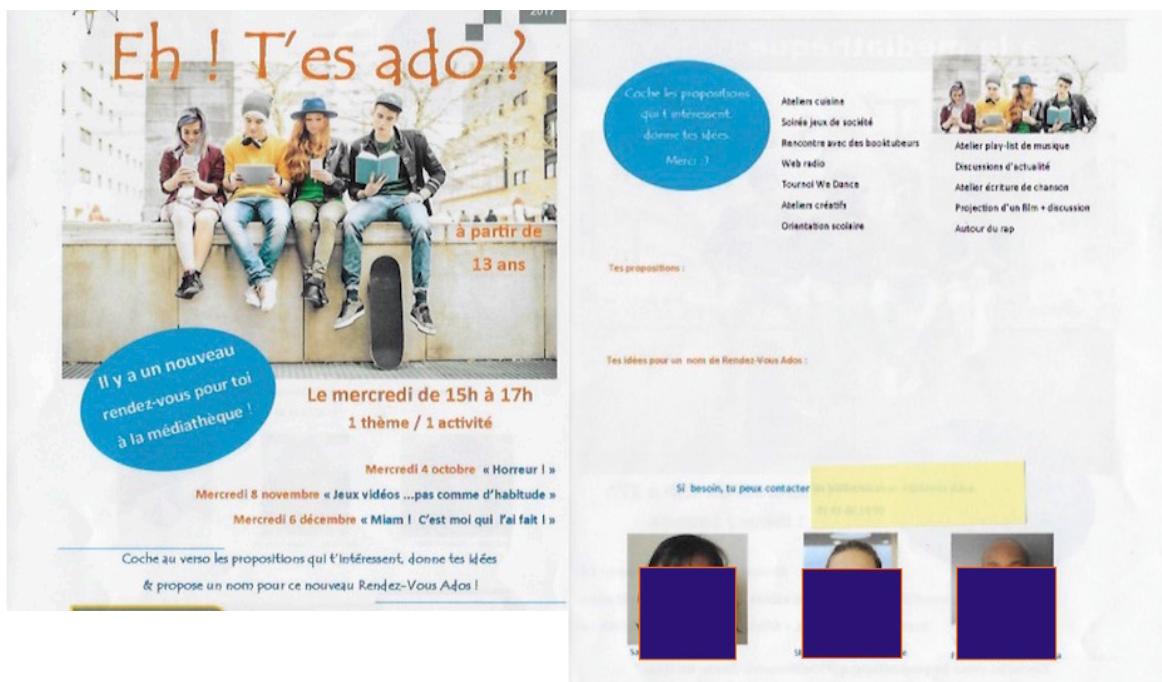 2017
Eh ! T'es ado ?
à partir de
13 ans
Il y a un nouveau
rendez-vous pour toi
à la médiathèque !
Le mercredi de 15h à 17h
1 thème / 1 activité
Mercredi 4 octobre « Horreur ! »
Mercredi 8 novembre « Jeux vidéos ...pas comme d'habitude »
Mercredi 6 décembre « Miam ! C'est moi qui l'ai fait ! »
Coche au verso les propositions qui t'intéressent, donne tes idées
& propose un nom pour ce nouveau Rendez-Vous Ados !
Coche les propositions
qui t'intéressent,
donne tes idées.
Merci :)
Ateliers cuisine
Soirée jeux de société
Rencontre avec des booktubeurs
Web radio
Tournoi We Dance
Ateliers créatifs
Orientation scolaire
Atelier play-list de musique
Discussions d'actualité
Atelier écriture de chanson
Projection d'un film + discussion
Autour du rap
Tes propositions :
Tes idées pour un nom de Rendez-Vous Ados :
Si besoin, tu peux contacter